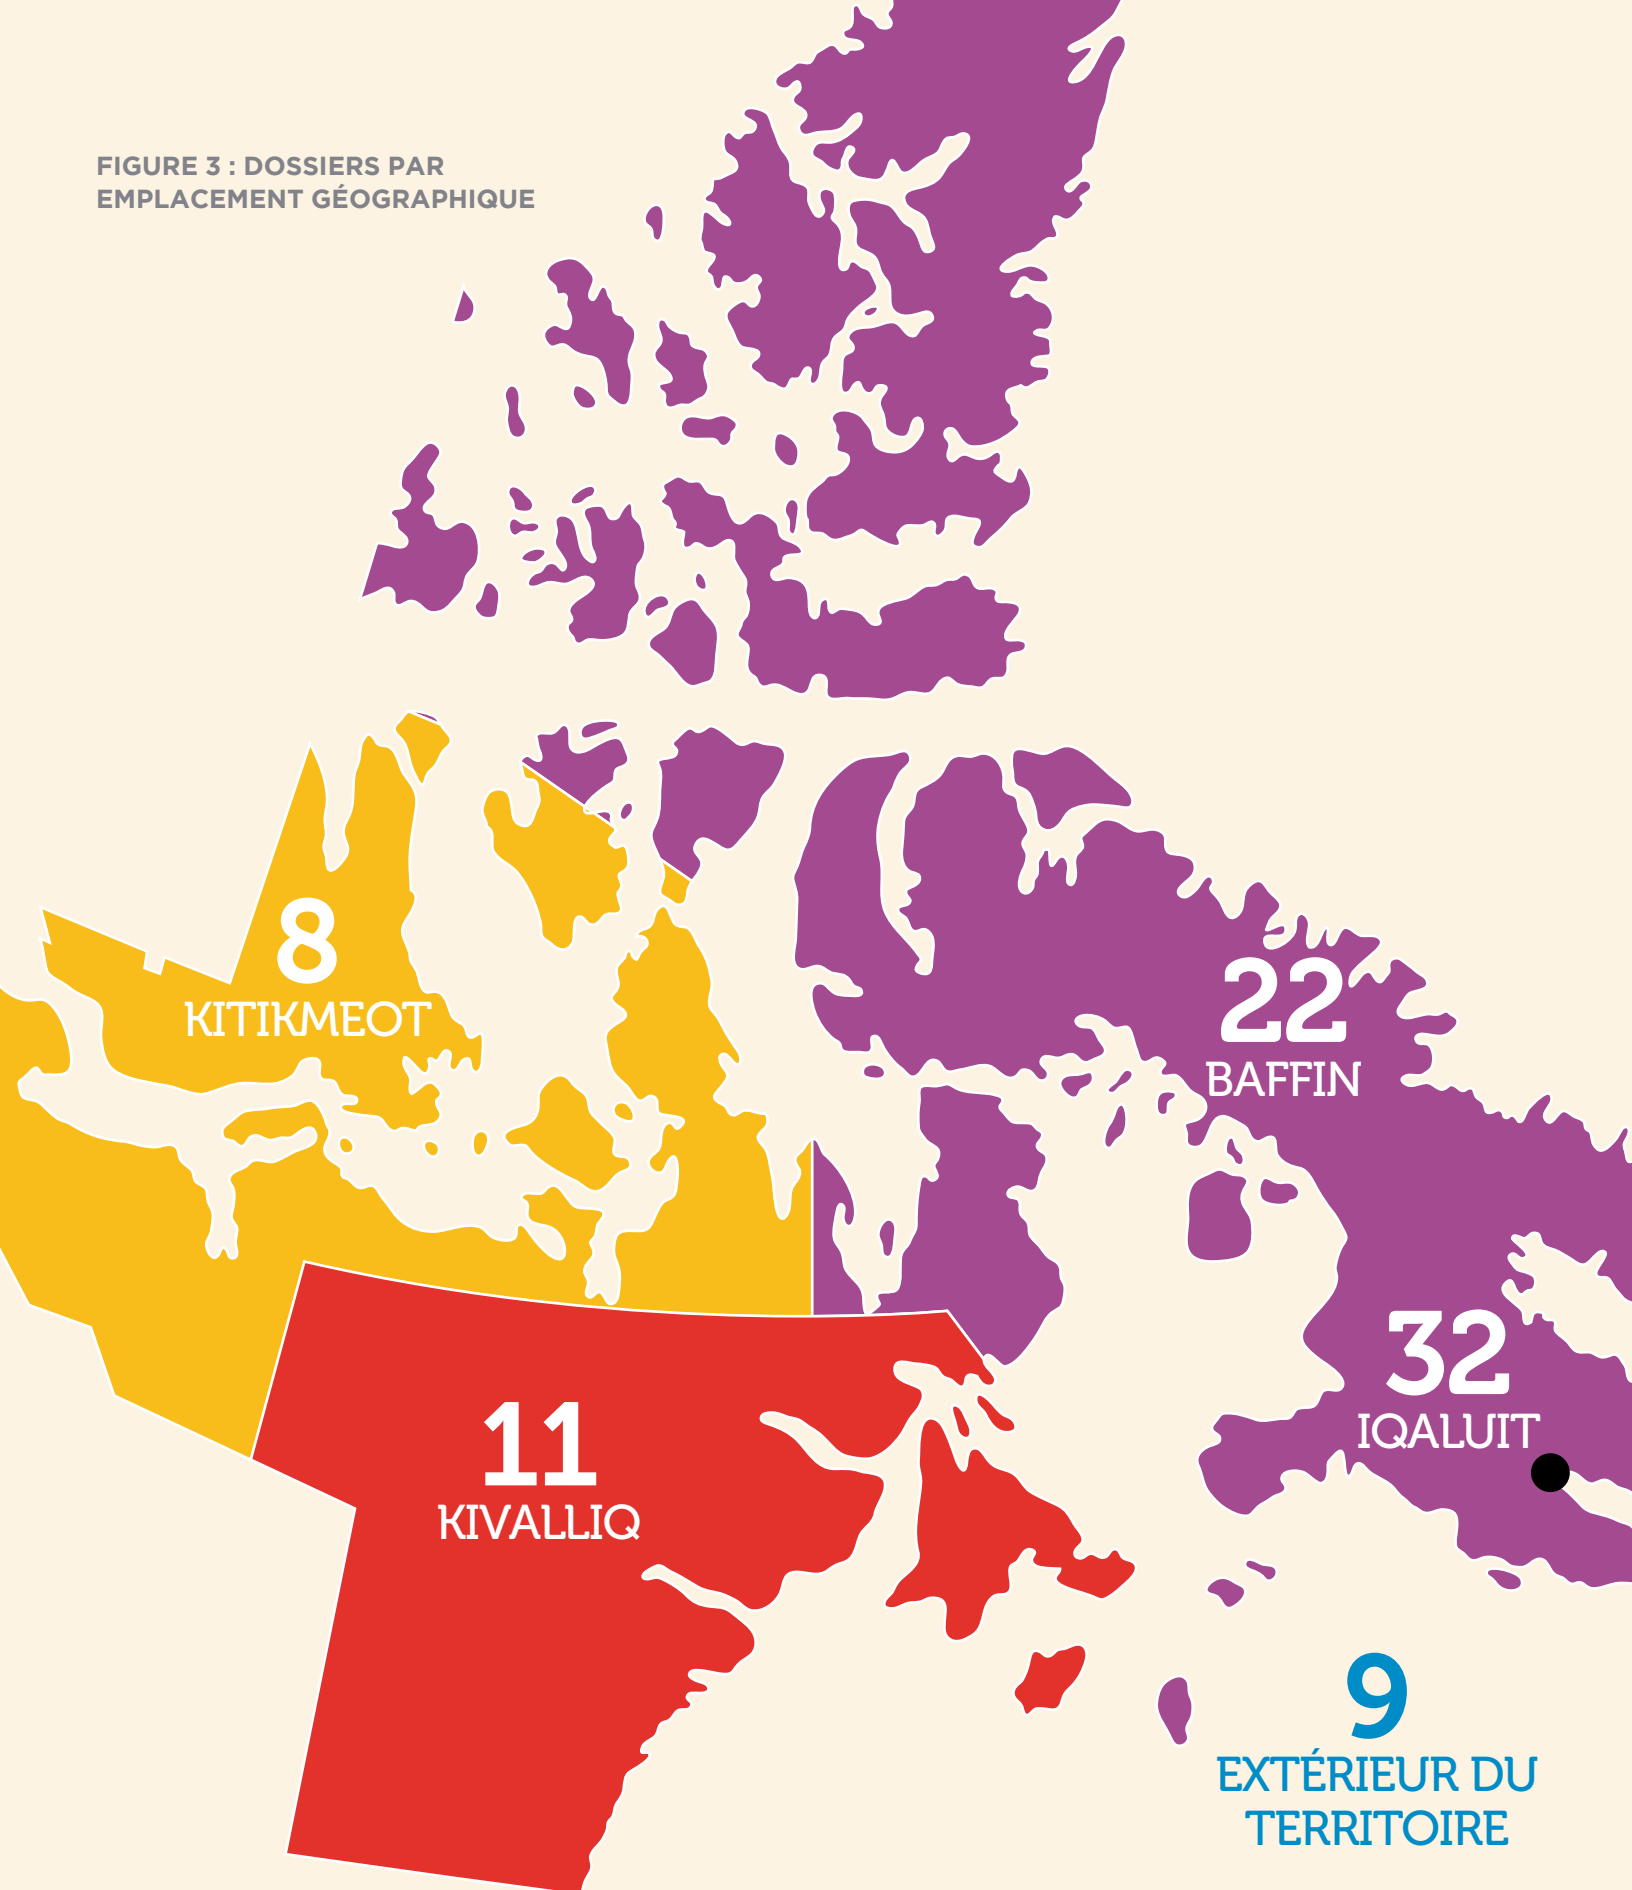 FIGURE 3 : DOSSIERS PAR
EMPLACEMENT GÉOGRAPHIQUE
8
KITIKMEOT
22
BAFFIN
32
IQALUIT
11
KIVALLIQ
9
EXTÉRIEUR DU
TERRITOIRE